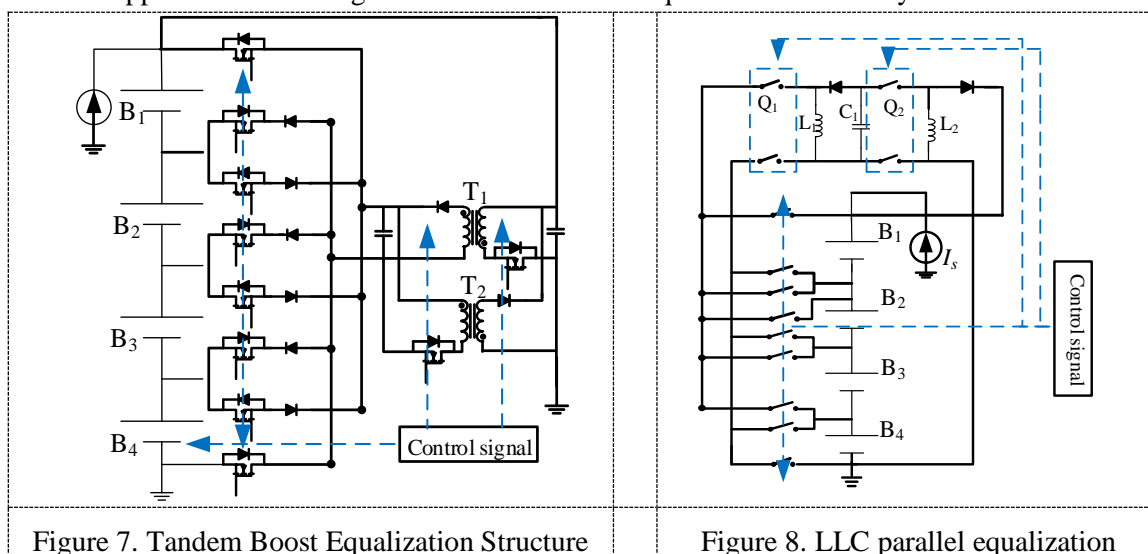 B1
B2
B3
B4
T1
T2
Control signal
Figure 7. Tandem Boost Equalization Structure
Q1
L1
C1
Q2
L2
B1
Is
B2
B3
B4
Control signal
Figure 8. LLC parallel equalization